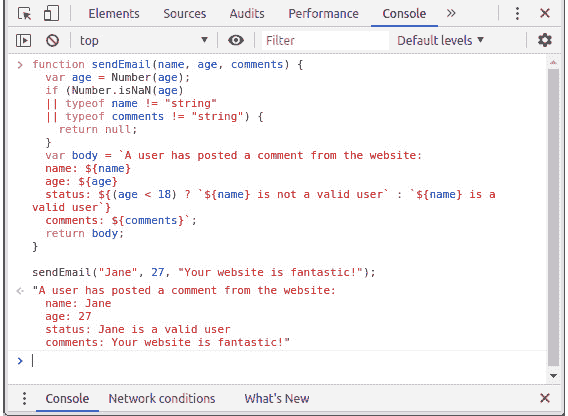 Elements Sources Audits Performance Console »
top Filter Default levels
function sendEmail(name, age, comments) {
  var age = Number(age);
  if (Number.isNaN(age)
  || typeof name != "string"
  || typeof comments != "string") {
    return null;
  }
  var body = `A user has posted a comment from the website:
  name: ${name}
  age: ${age}
  status: ${(age < 18) ? `${name} is not a valid user` : `${name} is a
valid user`}
  comments: ${comments}`;
  return body;
}
sendEmail("Jane", 27, "Your website is fantastic!");
"A user has posted a comment from the website:
  name: Jane
  age: 27
  status: Jane is a valid user
  comments: Your website is fantastic!"
Console Network conditions What's New